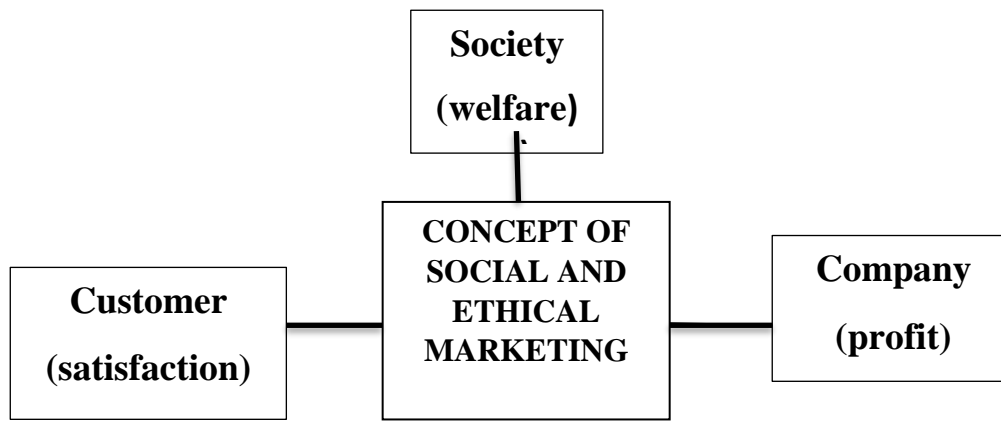 Society
(welfare)
CONCEPT OF
SOCIAL AND
ETHICAL
MARKETING
Customer
(satisfaction)
Company
(profit)